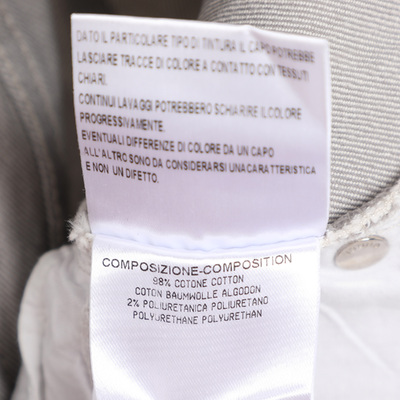 DATO IL PARTICOLARE TIPO DI TINTURA IL CAPO POTREBBE
LASCIARE TRACCE DI COLORE A CONTATTO CON TESSUTI
CHIARI.
CONTINUI LAVAGGI POTREBBERO SCHIARIRE IL COLORE
PROGRESSIVAMENTE.
EVENTUALI DIFFERENZE DI COLORE DA UN CAPO
ALL'ALTRO SONO DA CONSIDERARSI UNA CARATTERISTICA
E NON UN DIFETTO.
COMPOSIZIONE-COMPOSITION
98% COTONE COTTON
COTON BAUMWOLLE ALGODON
2% POLIURETANICA POLIURETANO
POLYURETHANE POLYURETHAN